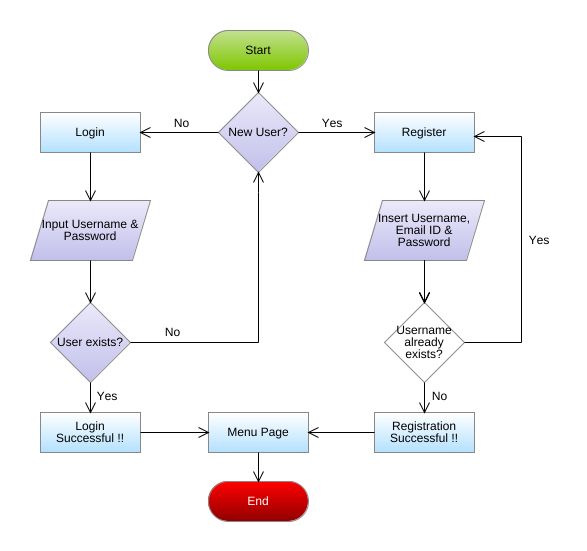 Start
No
Yes
Login
New User?
Register
Input Username &
Password
Insert Username,
Email ID &
Password
Yes
No
User exists?
Username
already
exists?
Yes
No
Login
Successful !!
Menu Page
Registration
Successful !!
End